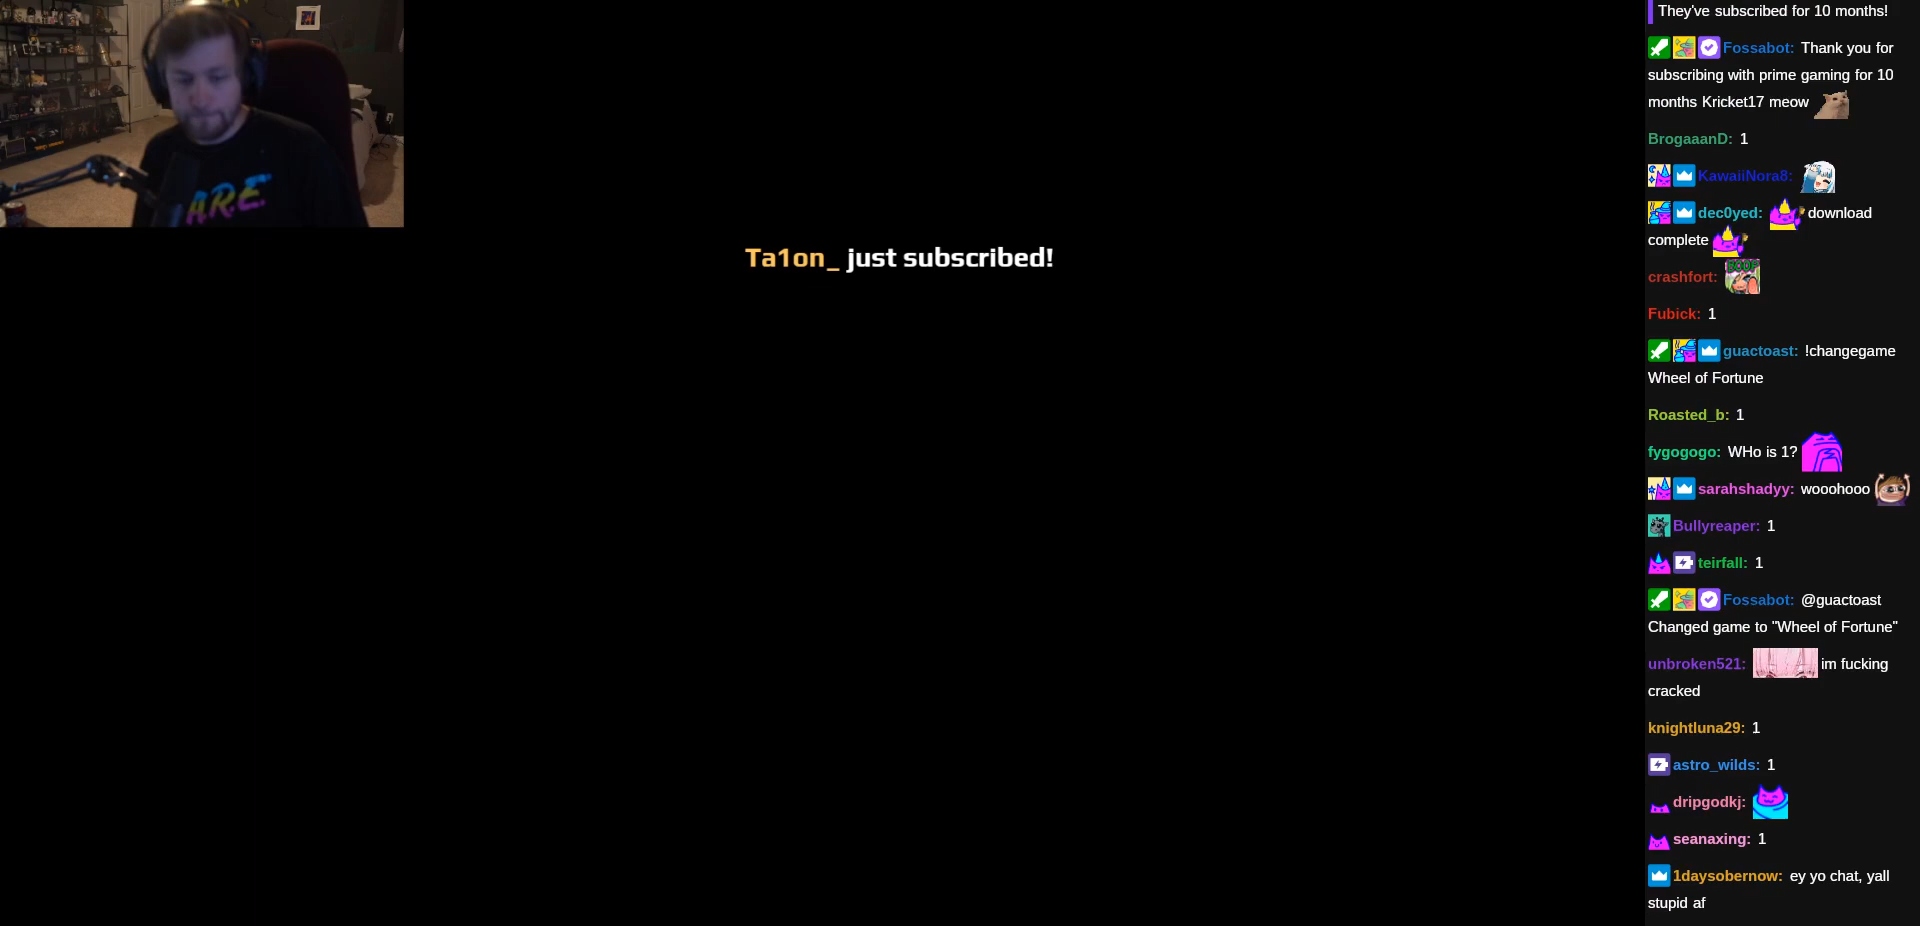 A.R.E.
Ta1on_ just subscribed!
They've subscribed for 10 months!
Fossabot: Thank you for
subscribing with prime gaming for 10
months Kricket17 meow
BrogaaanD: 1
KawaiiNora8:
dec0yed: download
complete
crashfort:
Fubick: 1
guactoast: !changegame
Wheel of Fortune
Roasted_b: 1
fygogogo: WHo is 1?
sarahshadyy: wooohooo
Bullyreaper: 1
teirfall: 1
Fossabot: @guactoast
Changed game to "Wheel of Fortune"
unbroken521: im fucking
cracked
knightluna29: 1
astro_wilds: 1
dripgodkj:
seanaxing: 1
1daysobernow: ey yo chat, yall
stupid af